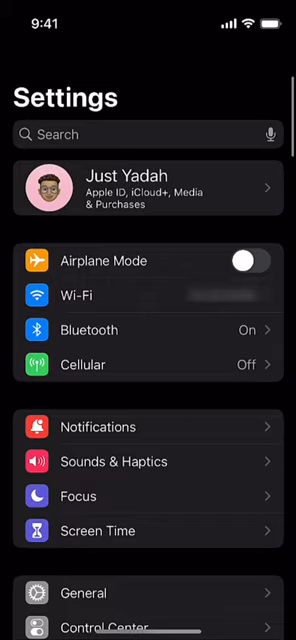 9:41
Settings
Search
Just Yadah
Apple ID, iCloud+, Media
& Purchases
Airplane Mode
Wi-Fi
Bluetooth On
Cellular Off
Notifications
Sounds & Haptics
Focus
Screen Time
General
Control Center